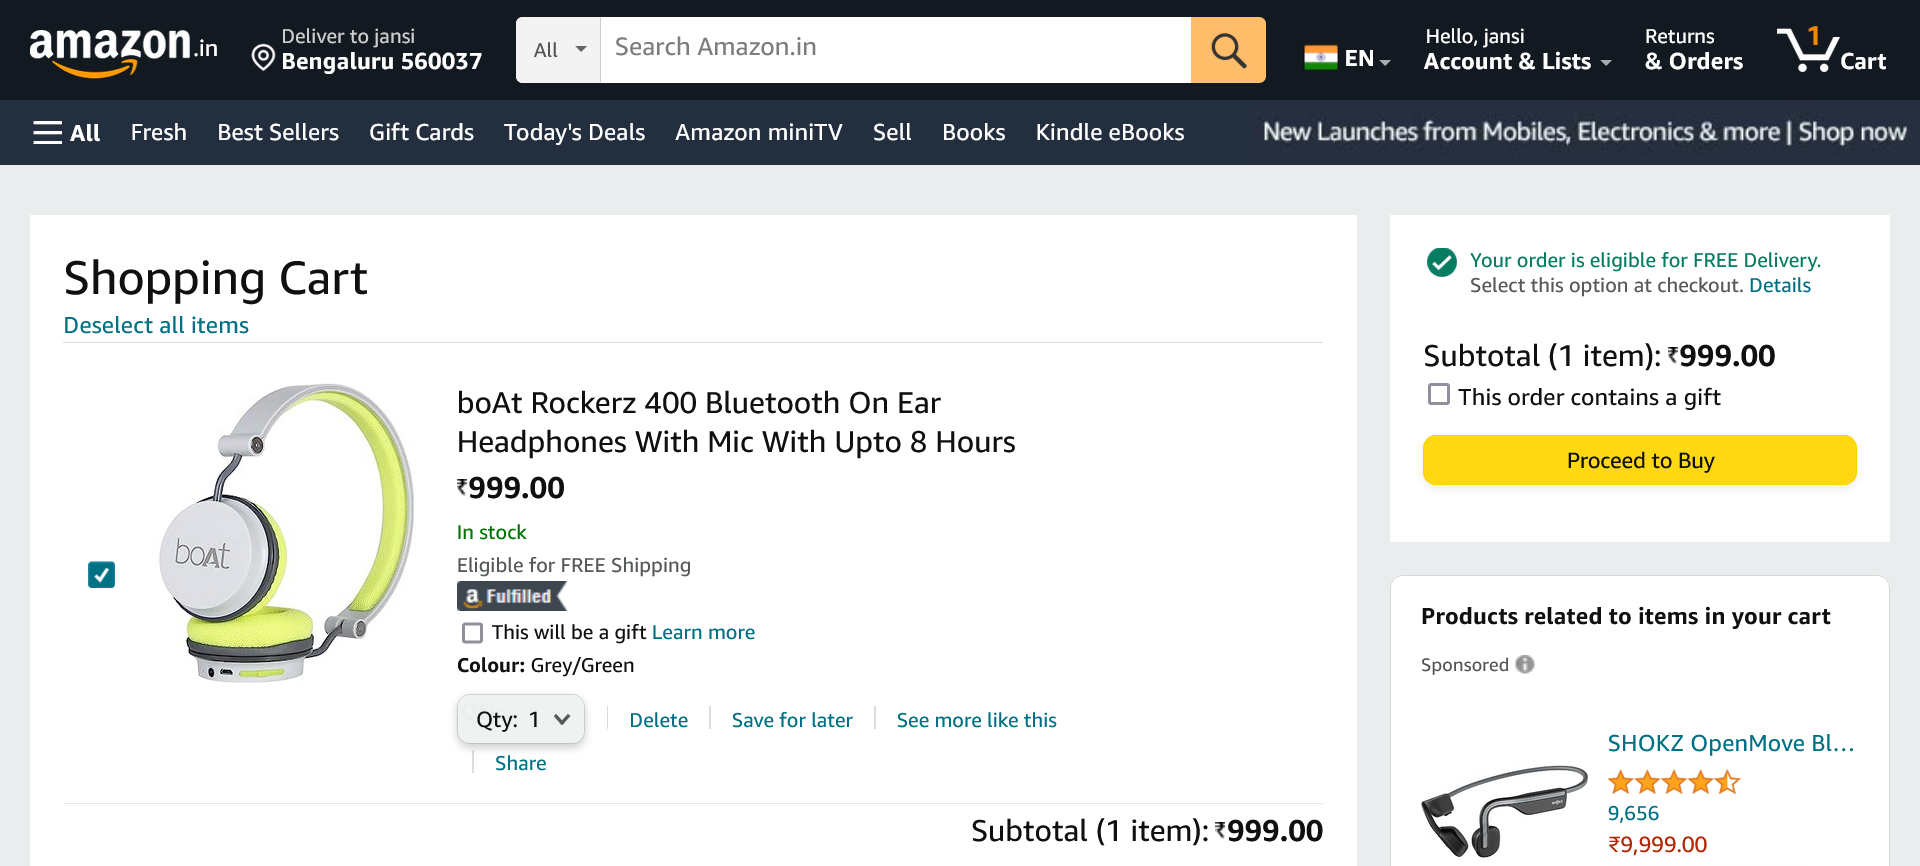 amazon.in
Deliver to jansi
Bengaluru 560037
All
Search Amazon.in
EN
Hello, jansi
Account & Lists
Returns
& Orders
1
Cart
All
Fresh
Best Sellers
Gift Cards
Today's Deals
Amazon miniTV
Sell
Books
Kindle eBooks
New Launches from Mobiles, Electronics & more | Shop now
Shopping Cart
Deselect all items
boAt
boAt Rockerz 400 Bluetooth On Ear
Headphones With Mic With Upto 8 Hours
₹999.00
In stock
Eligible for FREE Shipping
a Fulfilled
This will be a gift Learn more
Colour: Grey/Green
Qty: 1
Delete
Save for later
See more like this
Share
Subtotal (1 item): ₹999.00
Your order is eligible for FREE Delivery.
Select this option at checkout. Details
Subtotal (1 item): ₹999.00
This order contains a gift
Proceed to Buy
Products related to items in your cart
Sponsored
SHOKZ OpenMove Bl...
9,656
₹9,999.00